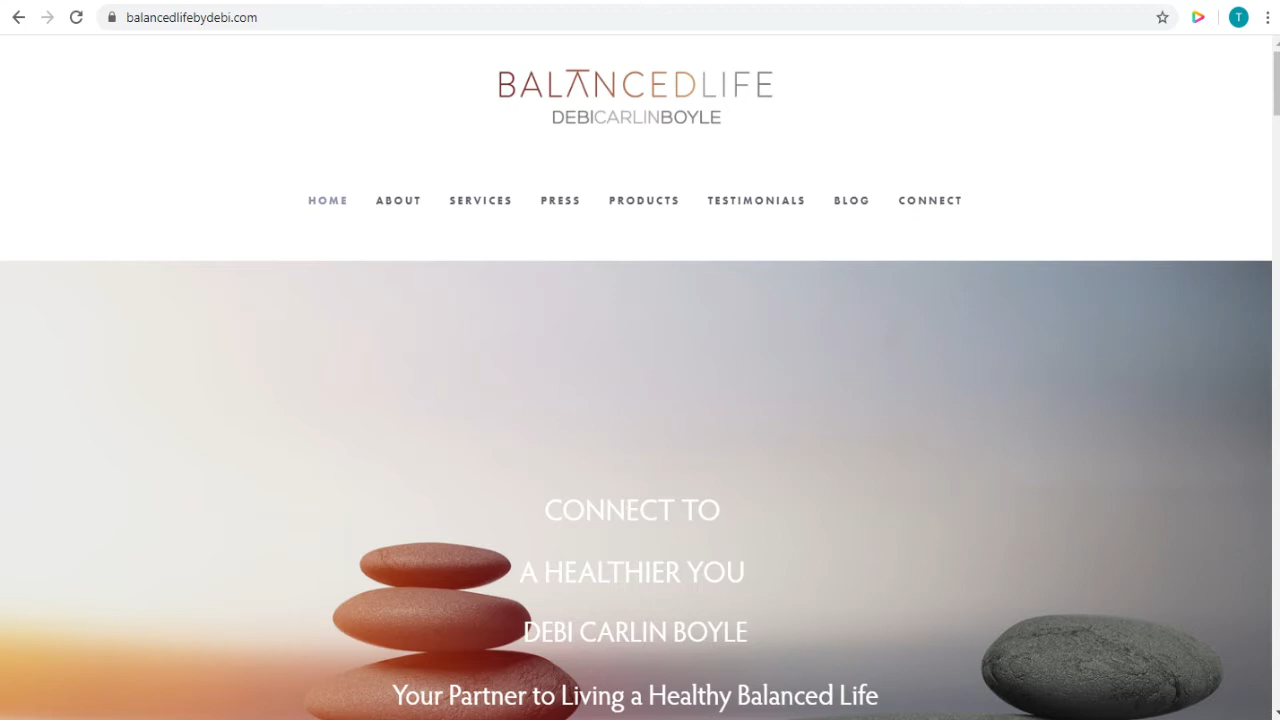 balancedlifebydebi.com
T
BALANCEDLIFE
DEBICARLINBOYLE
HOME ABOUT SERVICES PRESS PRODUCTS TESTIMONIALS BLOG CONNECT
CONNECT TO
A HEALTHIER YOU
DEBI CARLIN BOYLE
Your Partner to Living a Healthy Balanced Life